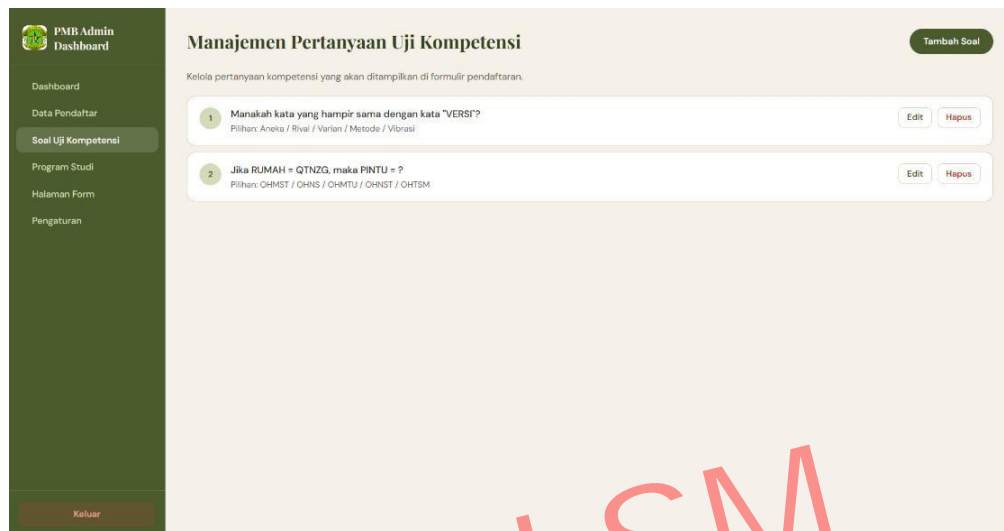 PMB Admin
Dashboard
Dashboard
Data Pendaftar
Soal Uji Kompetensi
Program Studi
Halaman Form
Pengaturan
Keluar
Manajemen Pertanyaan Uji Kompetensi
Tambah Soal
Kelola pertanyaan kompetensi yang akan ditampilkan di formulir pendaftaran.
1
Manakah kata yang hampir sama dengan kata "VERSI"?
Pilihan: Aneka / Rival / Varian / Metode / Vibrasi
Edit
Hapus
2
Jika RUMAH = QTNZG, maka PINTU = ?
Pilihan: OHMST / OHNS / OHMTU / OHNST / OHTSM
Edit
Hapus
SM